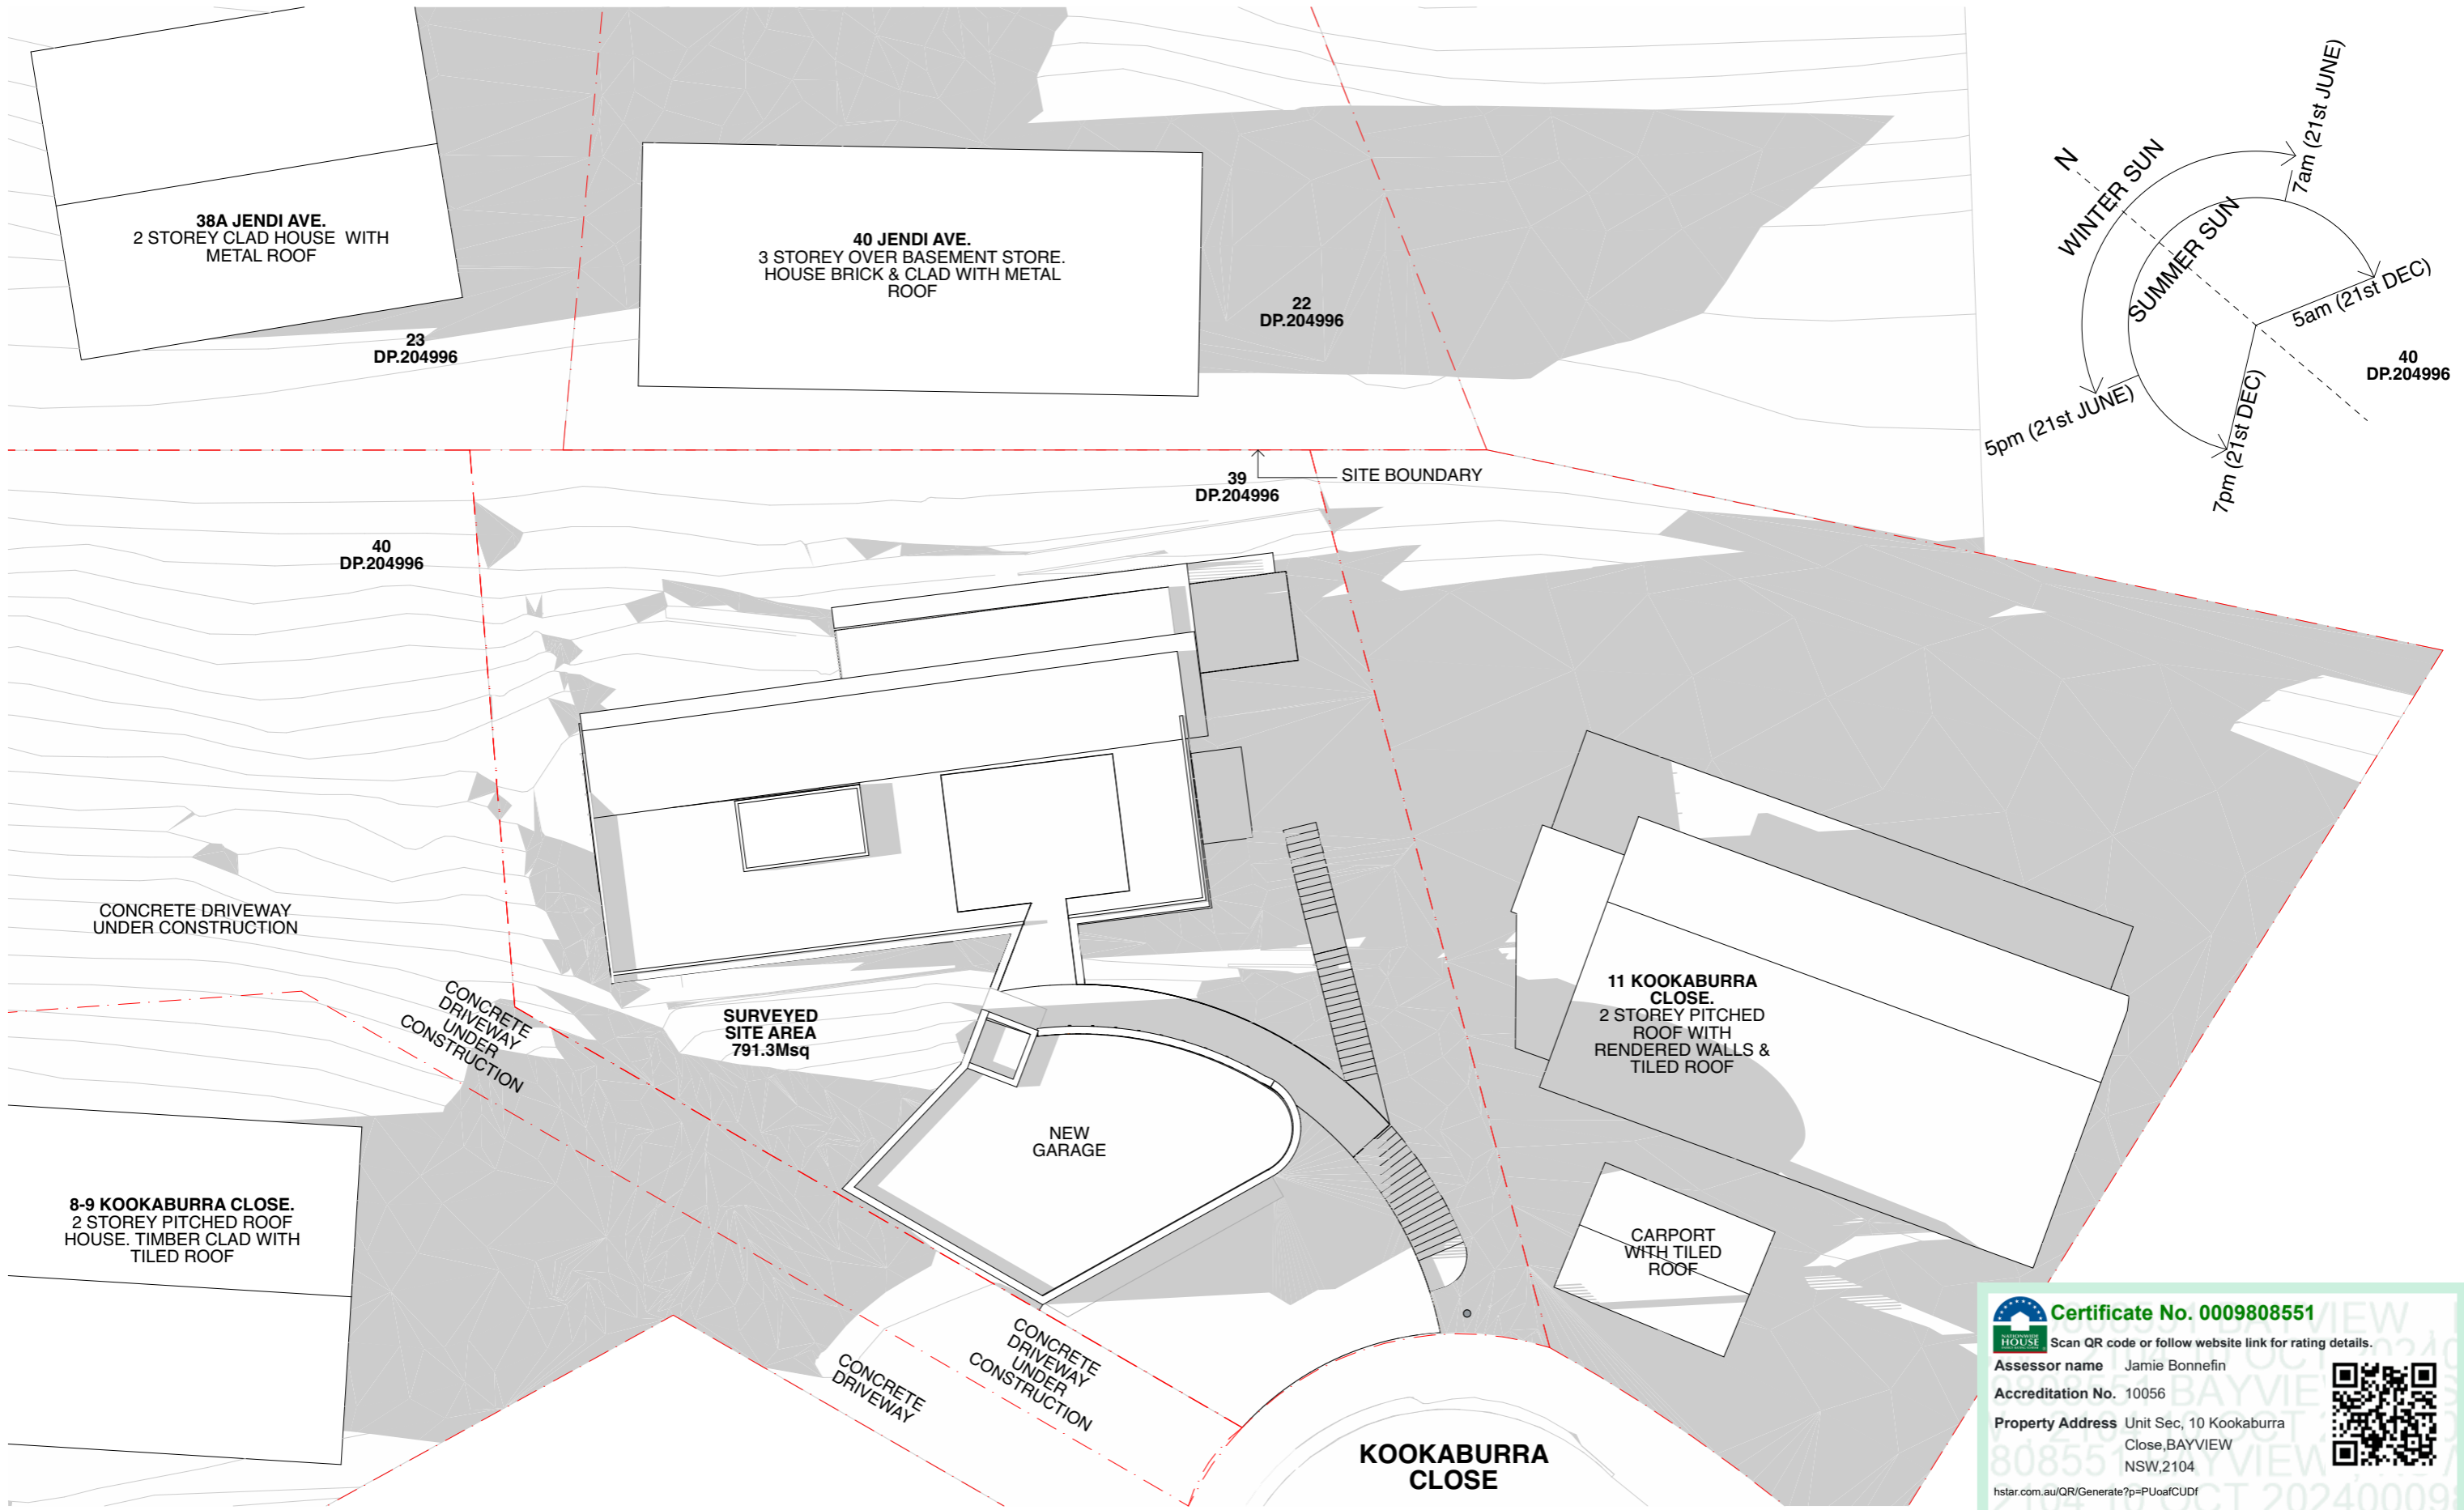 38A JENDI AVE.
2 STOREY CLAD HOUSE WITH
METAL ROOF
23
DP.204996
40 JENDI AVE.
3 STOREY OVER BASEMENT STORE.
HOUSE BRICK & CLAD WITH METAL
ROOF
22
DP.204996
N
WINTER SUN
SUMMER SUN
7am (21st JUNE)
5am (21st DEC)
5pm (21st JUNE)
7pm (21st DEC)
40
DP.204996
39
DP.204996
SITE BOUNDARY
40
DP.204996
CONCRETE DRIVEWAY
UNDER CONSTRUCTION
CONCRETE
DRIVEWAY
UNDER
CONSTRUCTION
SURVEYED
SITE AREA
791.3Msq
NEW
GARAGE
11 KOOKABURRA
CLOSE.
2 STOREY PITCHED
ROOF WITH
RENDERED WALLS &
TILED ROOF
CARPORT
WITH TILED
ROOF
8-9 KOOKABURRA CLOSE.
2 STOREY PITCHED ROOF
HOUSE. TIMBER CLAD WITH
TILED ROOF
CONCRETE
DRIVEWAY
CONCRETE
DRIVEWAY
UNDER
CONSTRUCTION
KOOKABURRA
CLOSE
NATIONWIDE
HOUSE
Certificate No. 0009808551
Scan QR code or follow website link for rating details.
Assessor name Jamie Bonnefin
Accreditation No. 10056
Property Address Unit Sec, 10 Kookaburra
Close,BAYVIEW
NSW,2104
hstar.com.au/QR/Generate?p=PUoafCUDf